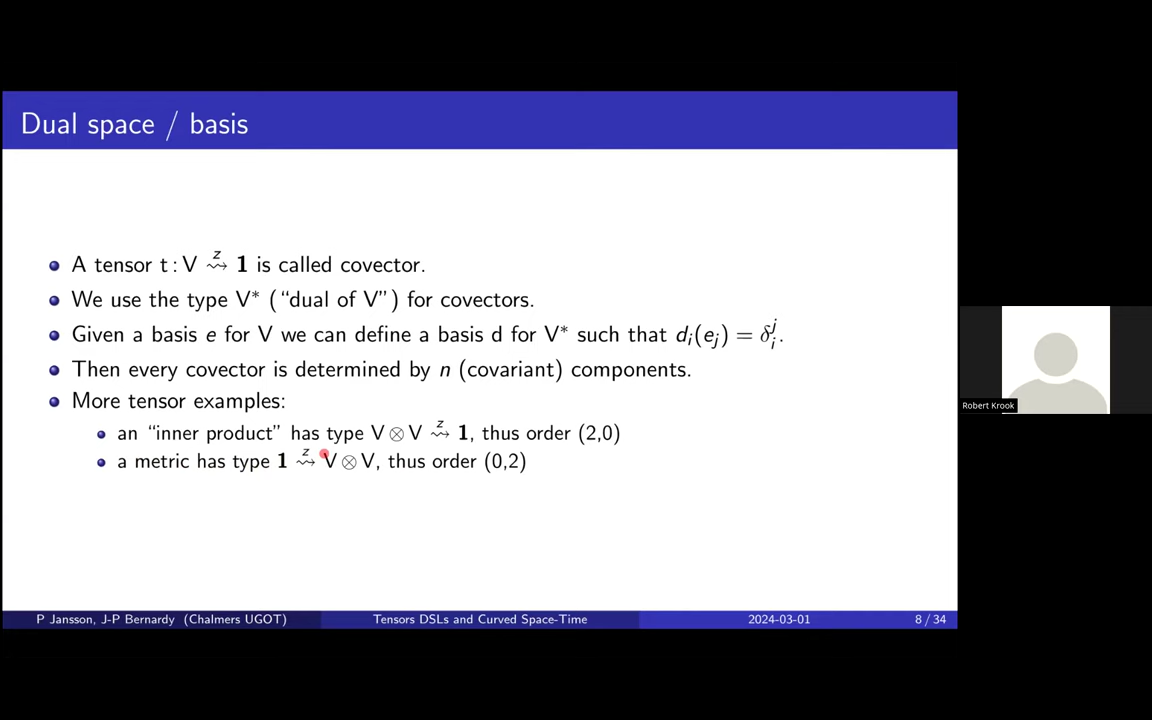 Dual space / basis
A tensor t : V ᶻ⇝ 1 is called covector.
We use the type V* (“dual of V”) for covectors.
Given a basis e for V we can define a basis d for V* such that dᵢ(eⱼ) = δᵢʲ.
Then every covector is determined by n (covariant) components.
More tensor examples:
an “inner product” has type V ⊗ V ᶻ⇝ 1, thus order (2,0)
a metric has type 1 ᶻ⇝ V ⊗ V, thus order (0,2)
Robert Krook
P Jansson, J-P Bernardy (Chalmers UGOT) Tensors DSLs and Curved Space-Time 2024-03-01 8 / 34